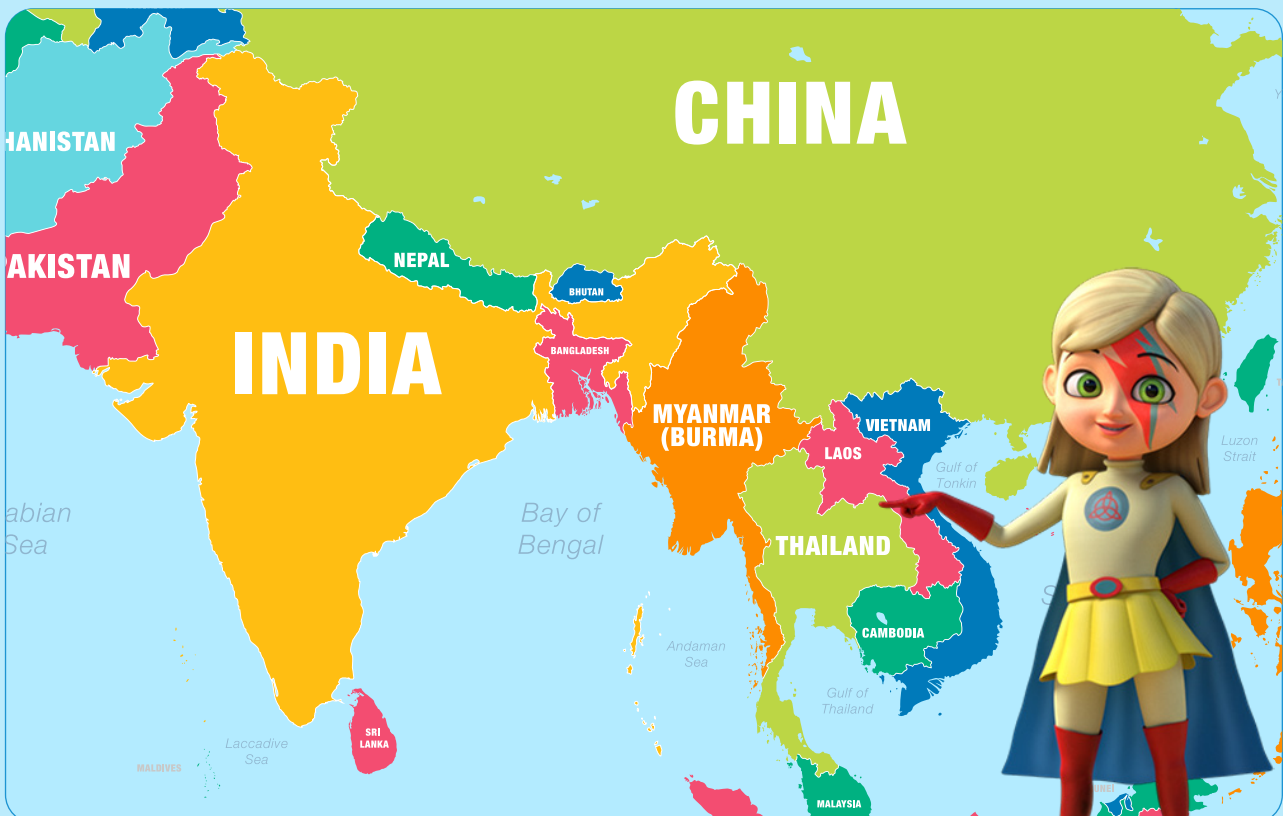 CHINA
HANISTAN
AKISTAN
NEPAL
BHUTAN
INDIA
BANGLADESH
MYANMAR
(BURMA)
VIETNAM
LAOS
Gulf of
Tonkin
Luzon
Strait
abian
Sea
Bay of
Bengal
THAILAND
S
CAMBODIA
Andaman
Sea
Gulf of
Thailand
SRI
LANKA
Laccadive
Sea
MALDIVES
MALAYSIA
UNEI
Y